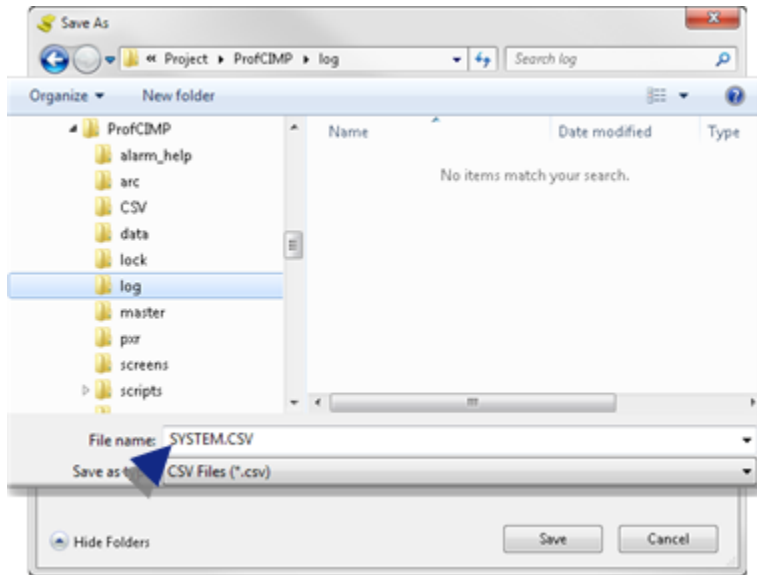 Save As
« Project ▸ ProfCIMP ▸ log
Search log
Organize ▾ New folder
ProfCIMP
alarm_help
arc
CSV
data
lock
log
master
pxr
screens
scripts
Name Date modified Type
No items match your search.
File name: SYSTEM.CSV
Save as CSV Files (*.csv)
Hide Folders Save Cancel